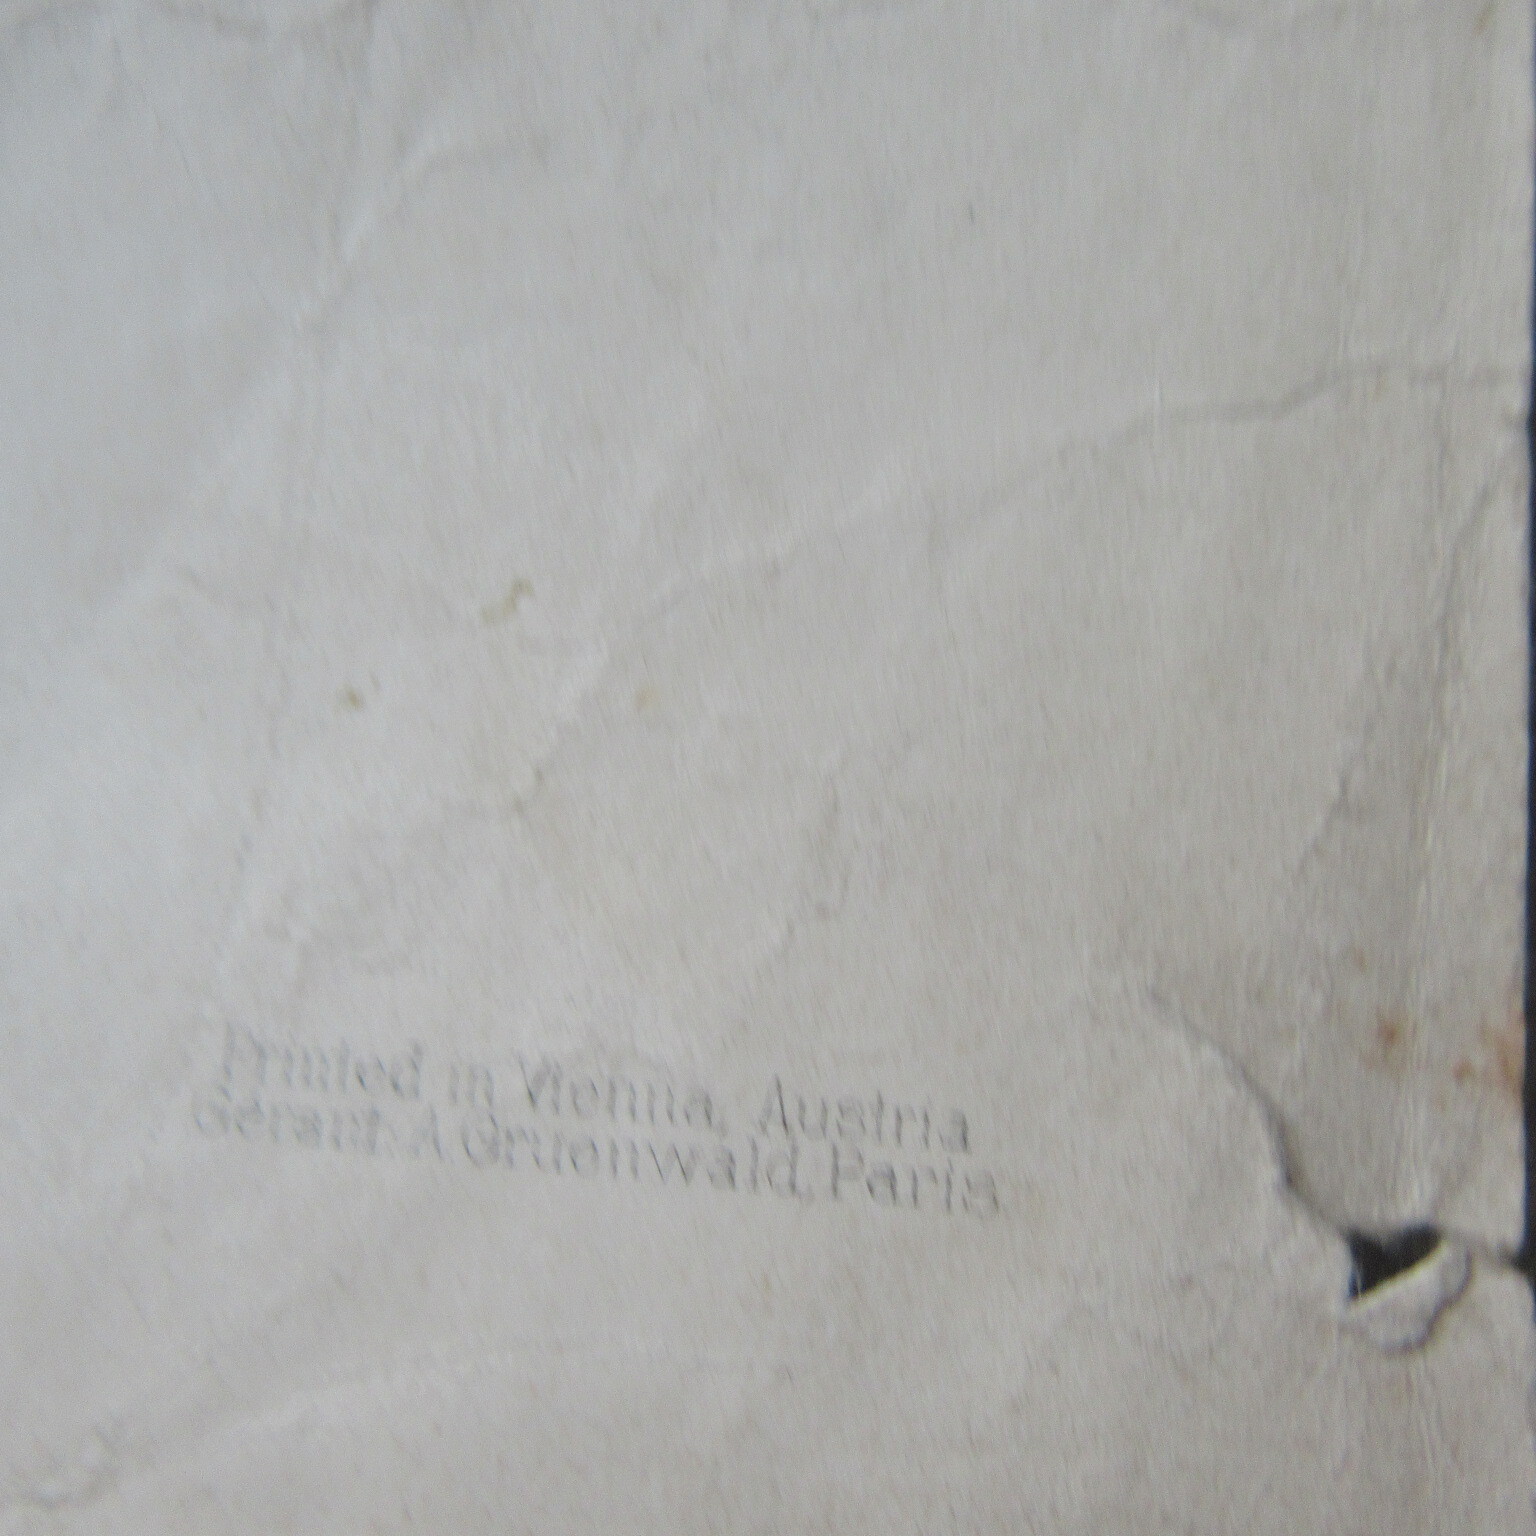 Printed in Vienna, Austria
Gérant: A Gruenwald, Paris